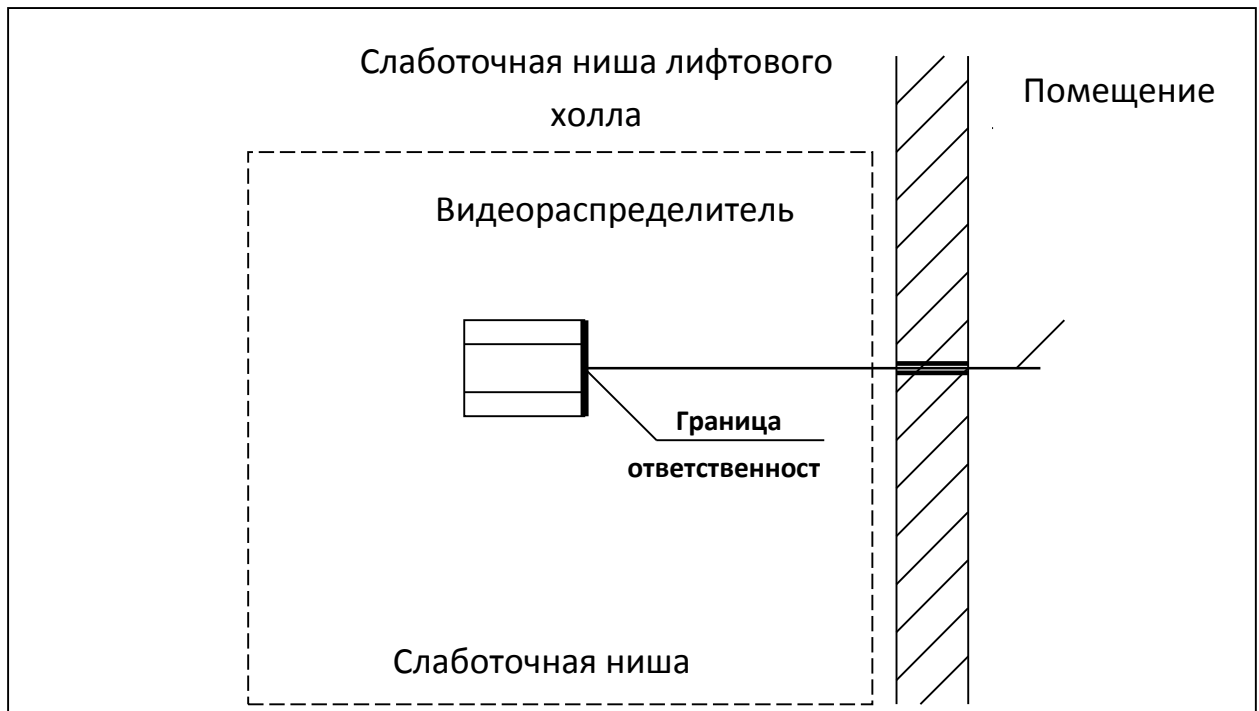 Слаботочная ниша лифтового
холла
Помещение
Видеораспределитель
Граница
ответственност
Слаботочная ниша